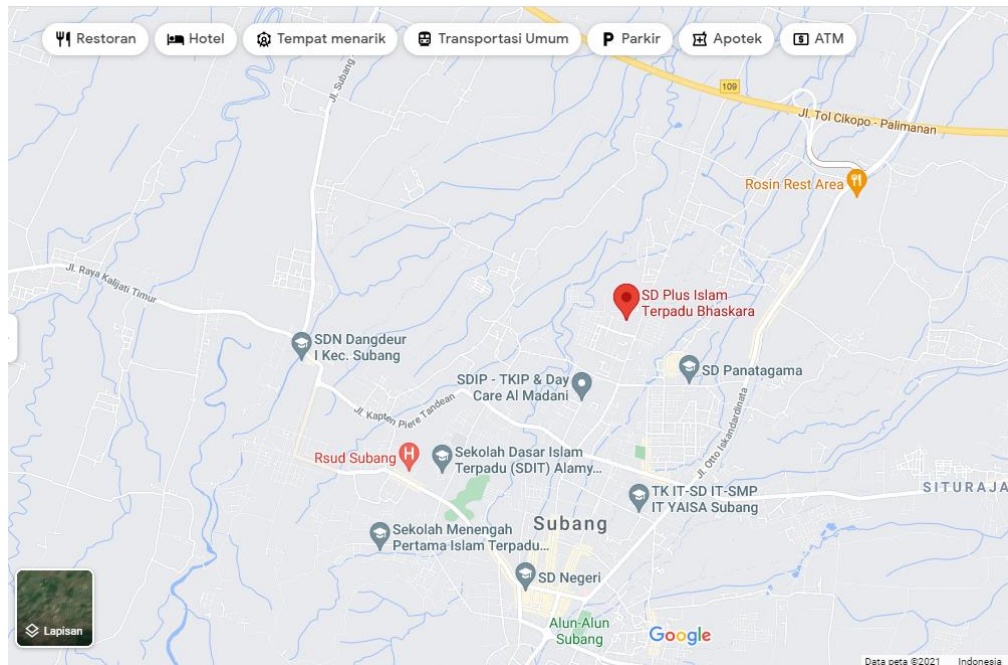 Restoran
Hotel
Tempat menarik
Transportasi Umum
Parkir
Apotek
ATM
Jl. Subang
109
Jl. Tol Cikopo - Palimanan
Rosin Rest Area
Jl. Raya Kalijati Timur
SD Plus Islam
Terpadu Bhaskara
SDN Dangdeur
I Kec. Subang
SD Panatagama
SDIP - TKIP & Day
Care Al Madani
Jl. Kapten Piere Tandean
Jl. Otto Iskandardinata
Rsud Subang
Sekolah Dasar Islam
Terpadu (SDIT) Alamy...
SITURAJA
TK IT-SD IT-SMP
IT YAISA Subang
Subang
Sekolah Menengah
Pertama Islam Terpadu...
SD Negeri
Alun-Alun
Subang
Lapisan
Google
Data peta ©2021 Indonesia